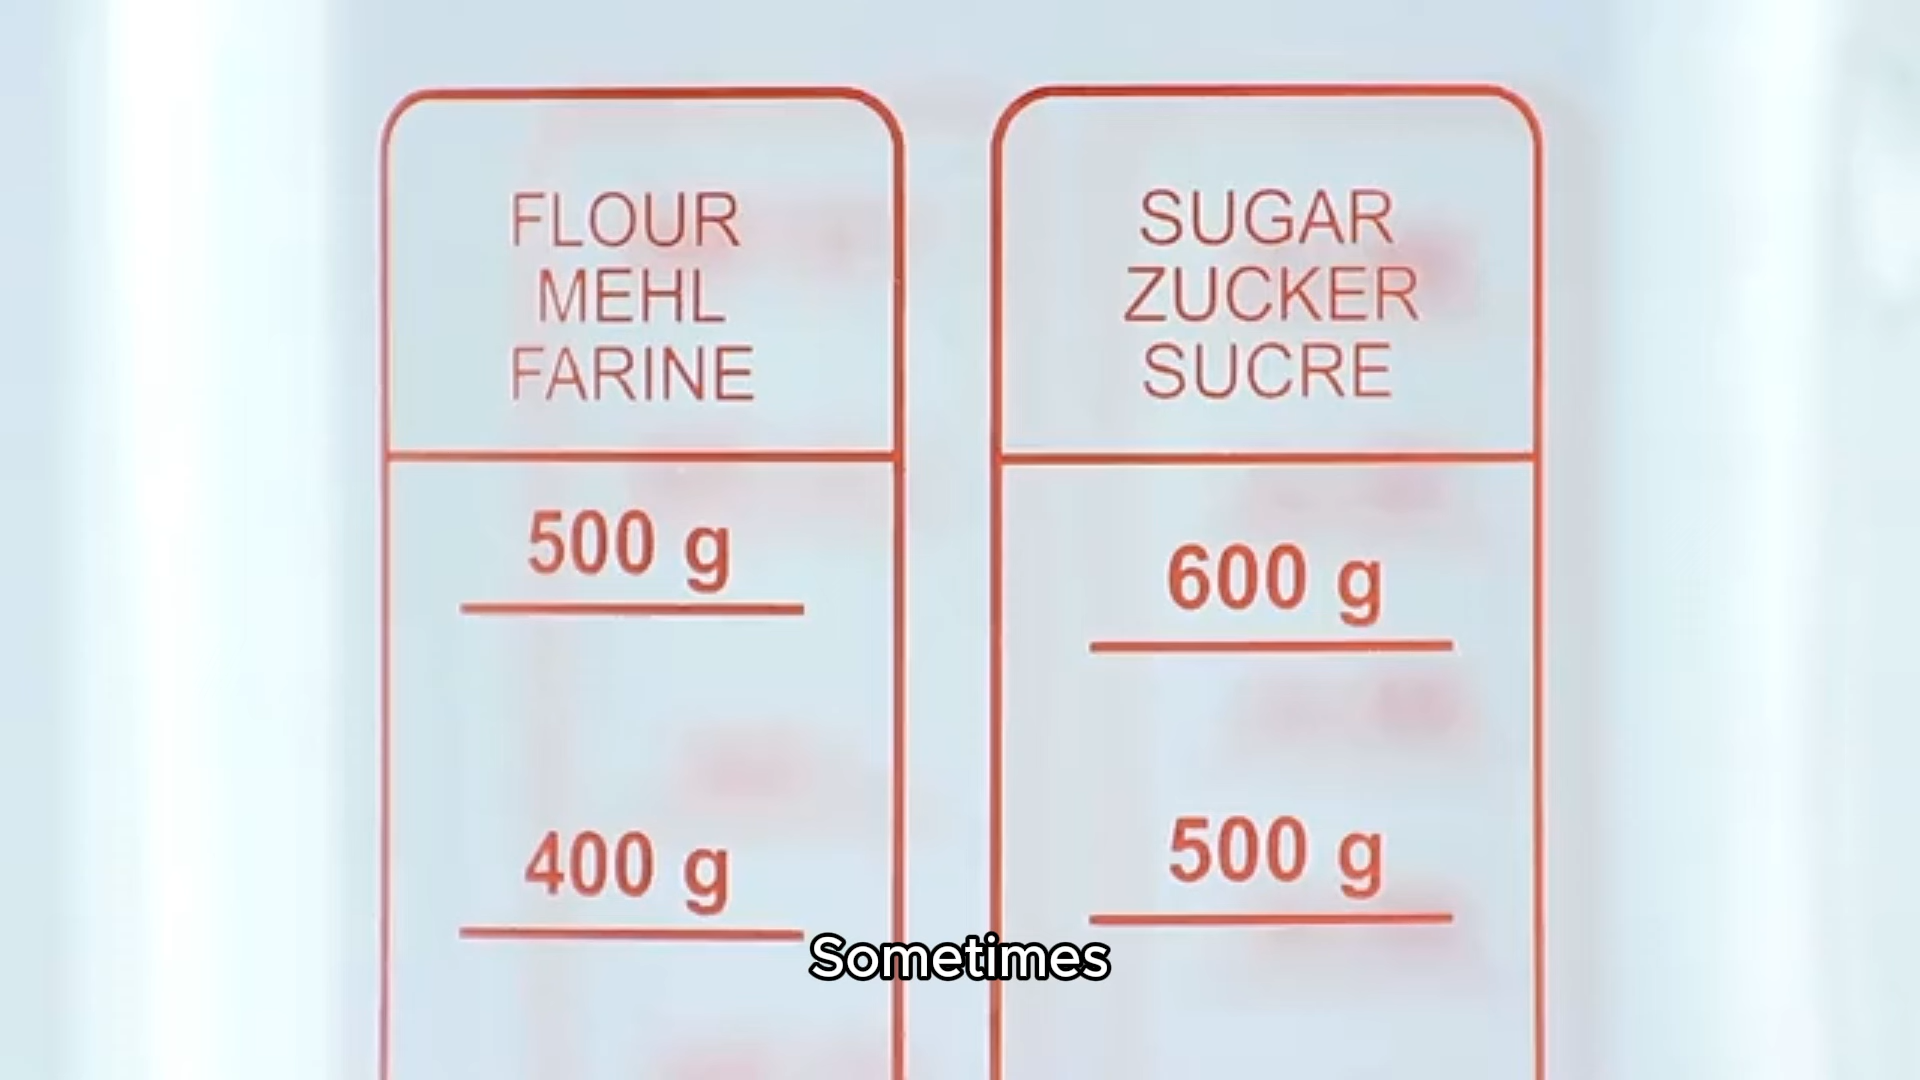 FLOUR
MEHL
FARINE
500 g
400 g
SUGAR
ZUCKER
SUCRE
600 g
500 g
Sometimes